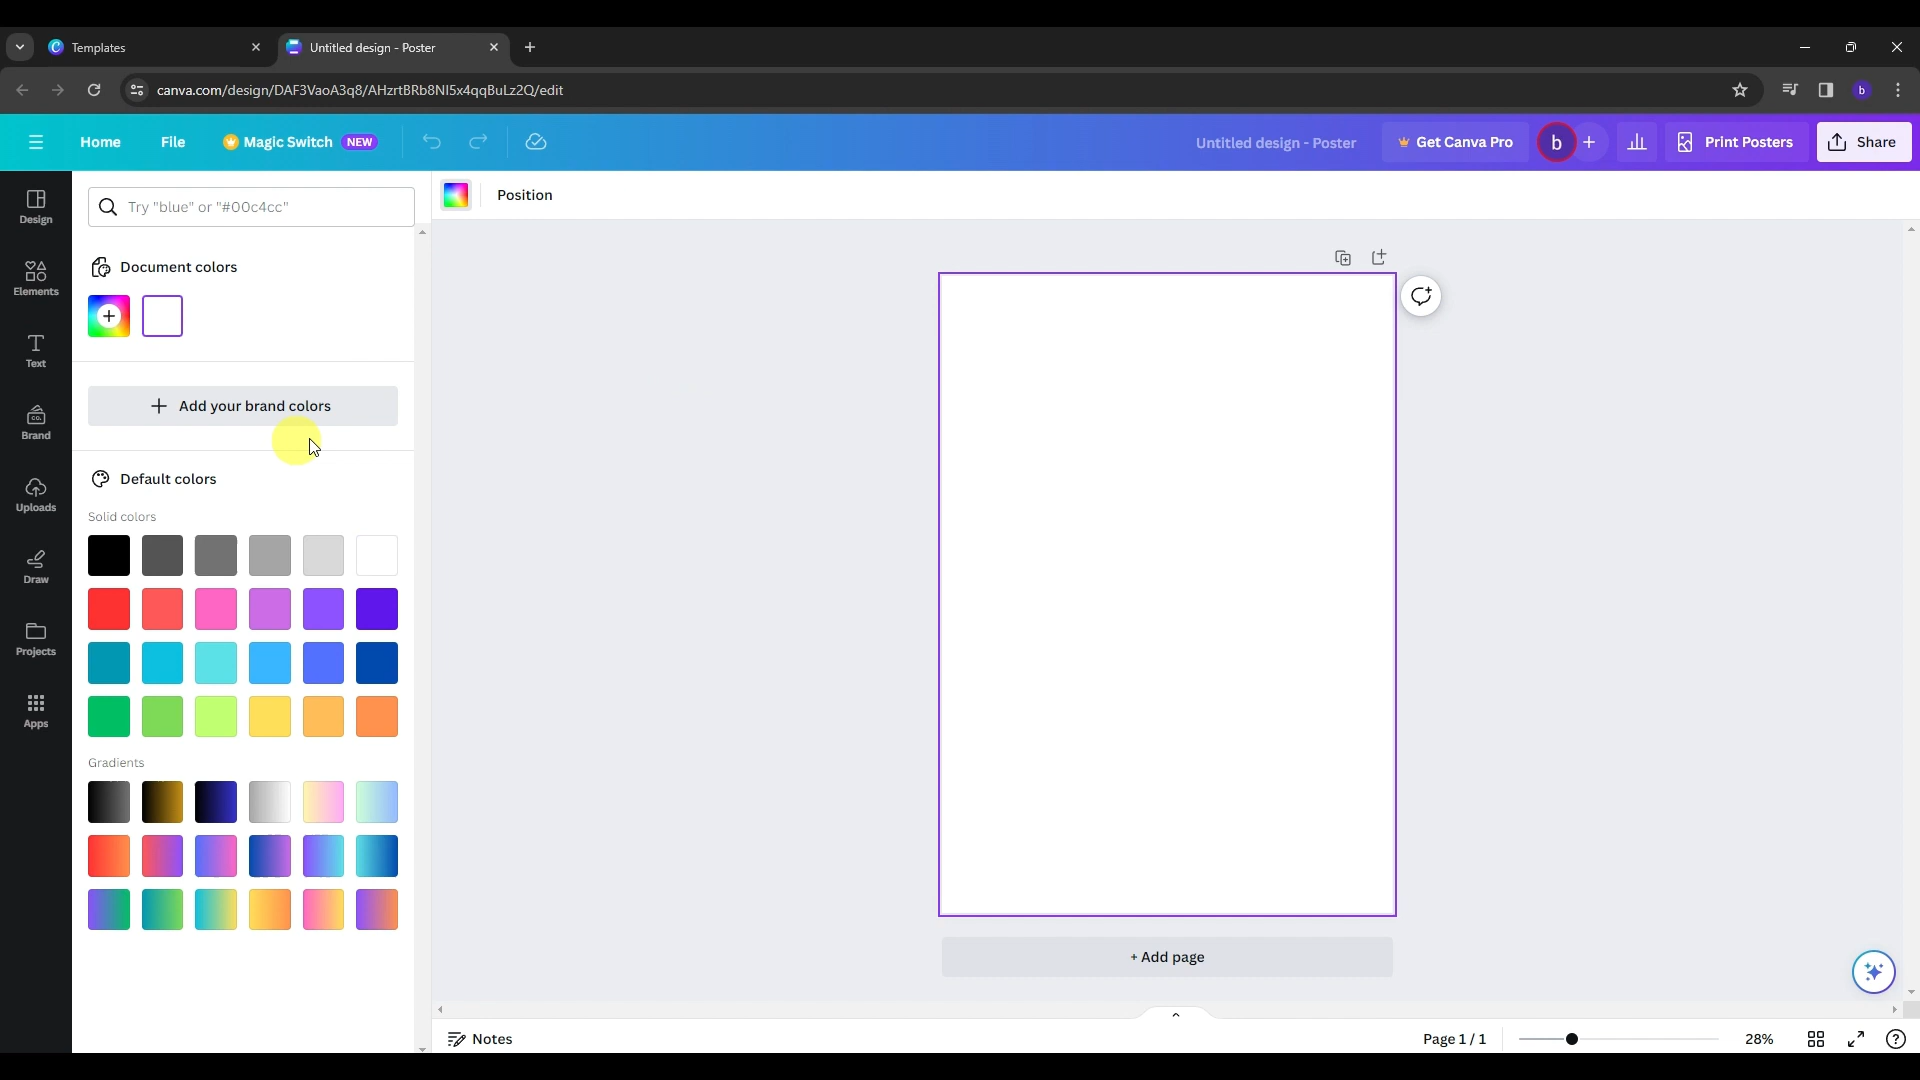 Templates
Untitled design - Poster
canva.com/design/DAF3VaoA3q8/AHzrtBRb8NI5x4qqBuLz2Q/edit
b
Home
File
Magic Switch
NEW
Untitled design - Poster
Get Canva Pro
b
Print Posters
Share
Design
Elements
Text
CO.
Brand
Uploads
Draw
Projects
Apps
Try "blue" or "#00c4cc"
Document colors
Add your brand colors
Default colors
Solid colors
Gradients
Position
+ Add page
Notes
Page 1 / 1
28%